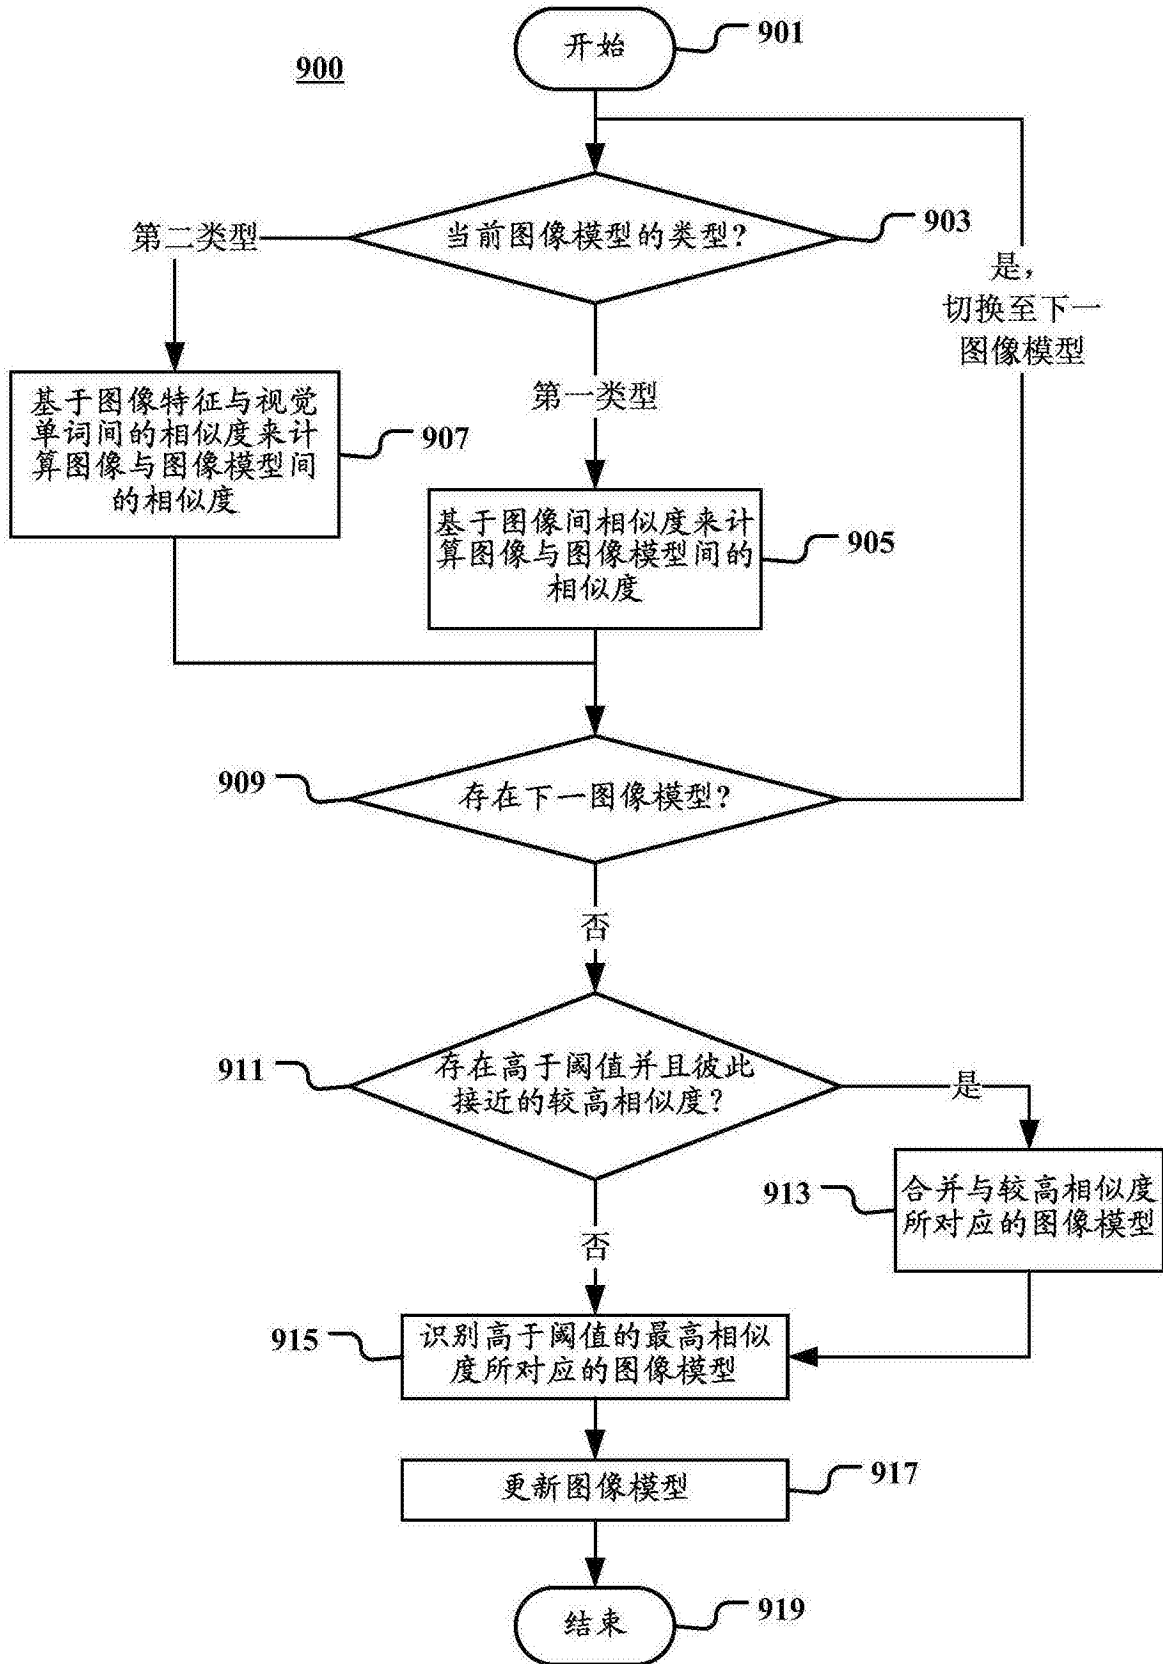 开始
901
900
当前图像模型的类型?
903
第二类型
是,
切换至下一
图像模型
第一类型
基于图像特征与视觉
单词间的相似度来计
算图像与图像模型间
的相似度
907
基于图像间相似度来计
算图像与图像模型间的
相似度
905
909
存在下一图像模型?
否
911
存在高于阈值并且彼此
接近的较高相似度?
是
913
合并与较高相似度
所对应的图像模型
否
915
识别高于阈值的最高相似
度所对应的图像模型
更新图像模型
917
结束
919